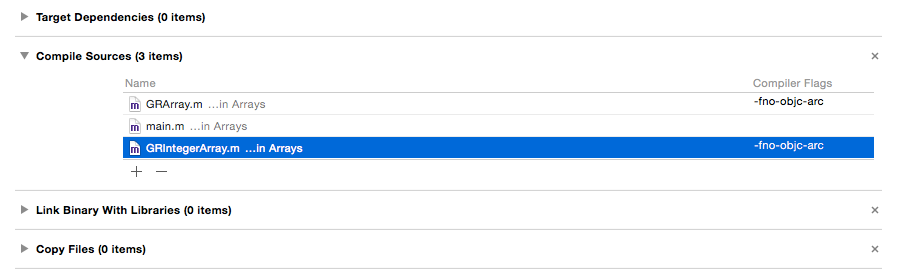 Target Dependencies (0 items)
Compile Sources (3 items)
Name Compiler Flags
GRArray.m ...in Arrays -fno-objc-arc
main.m ...in Arrays
GRIntegerArray.m ...in Arrays -fno-objc-arc
Link Binary With Libraries (0 items)
Copy Files (0 items)